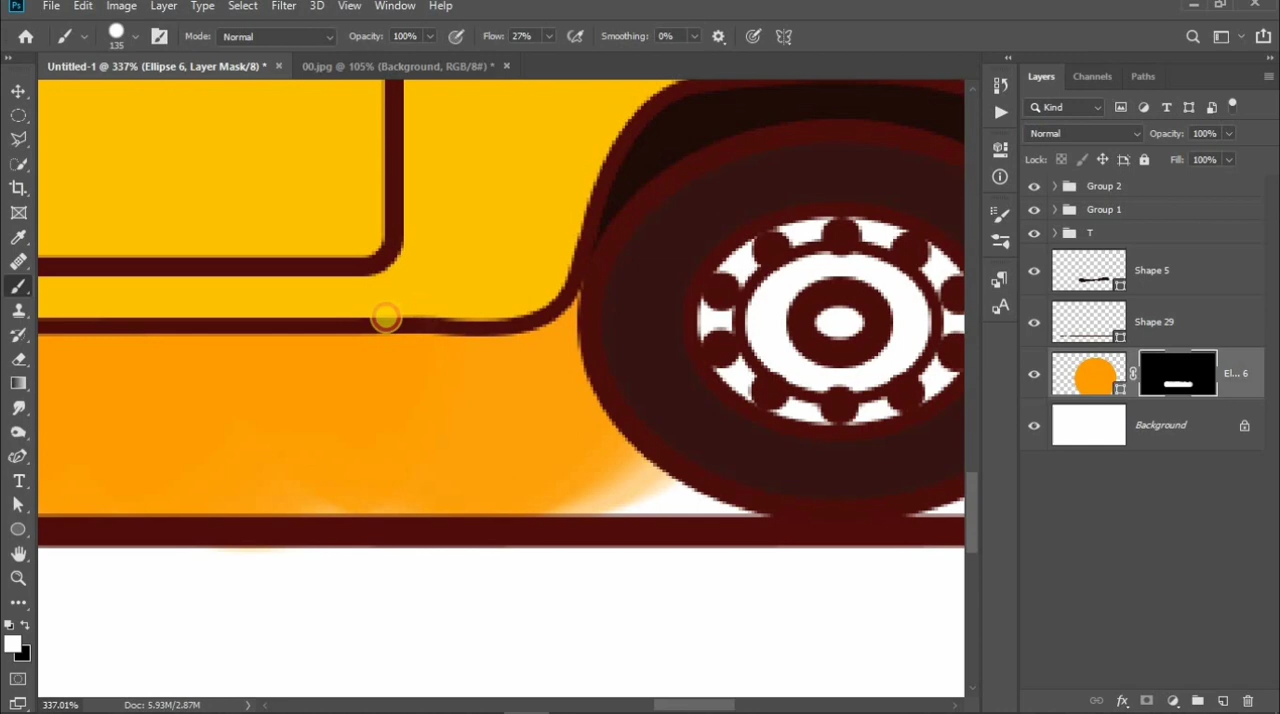 Ps File Edit Image Layer Type Select Filter 3D View Window Help
135 Mode: Normal Opacity: 100% Flow: 27% Smoothing: 0%
Untitled-1 @ 337% (Ellipse 6, Layer Mask/8) * × 00.jpg @ 105% (Background, RGB/8#) * ×
Layers Channels Paths
Kind
Normal Opacity: 100%
Lock: Fill: 100%
Group 2
Group 1
T
Shape 5
Shape 29
El... 6
Background
337.01% Doc: 5.93M/2.87M